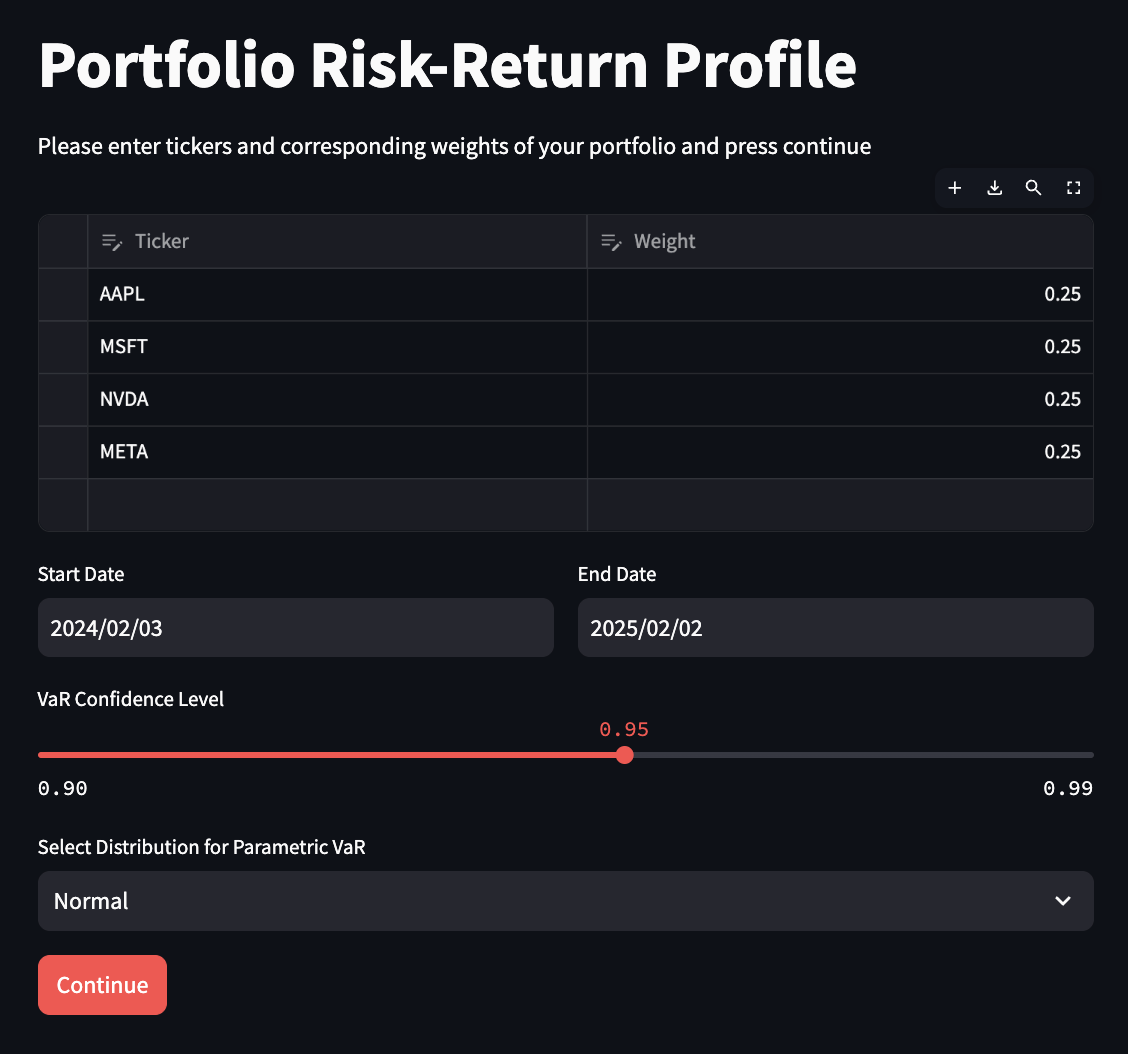 Portfolio Risk-Return Profile
Please enter tickers and corresponding weights of your portfolio and press continue
Ticker Weight
AAPL 0.25
MSFT 0.25
NVDA 0.25
META 0.25
Start Date End Date
2024/02/03 2025/02/02
VaR Confidence Level
0.95
0.90 0.99
Select Distribution for Parametric VaR
Normal
Continue